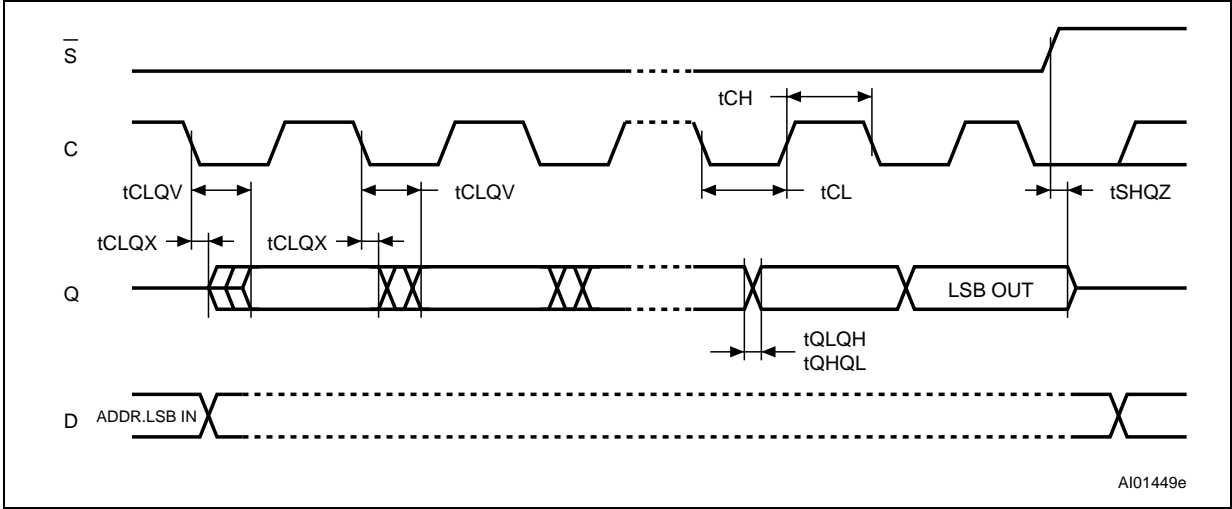 S
tCH
C
tCLQV
tCLQV
tCL
tSHQZ
tCLQX
tCLQX
Q
LSB OUT
tQLQH
tQHQL
D
ADDR.LSB IN
AI01449e